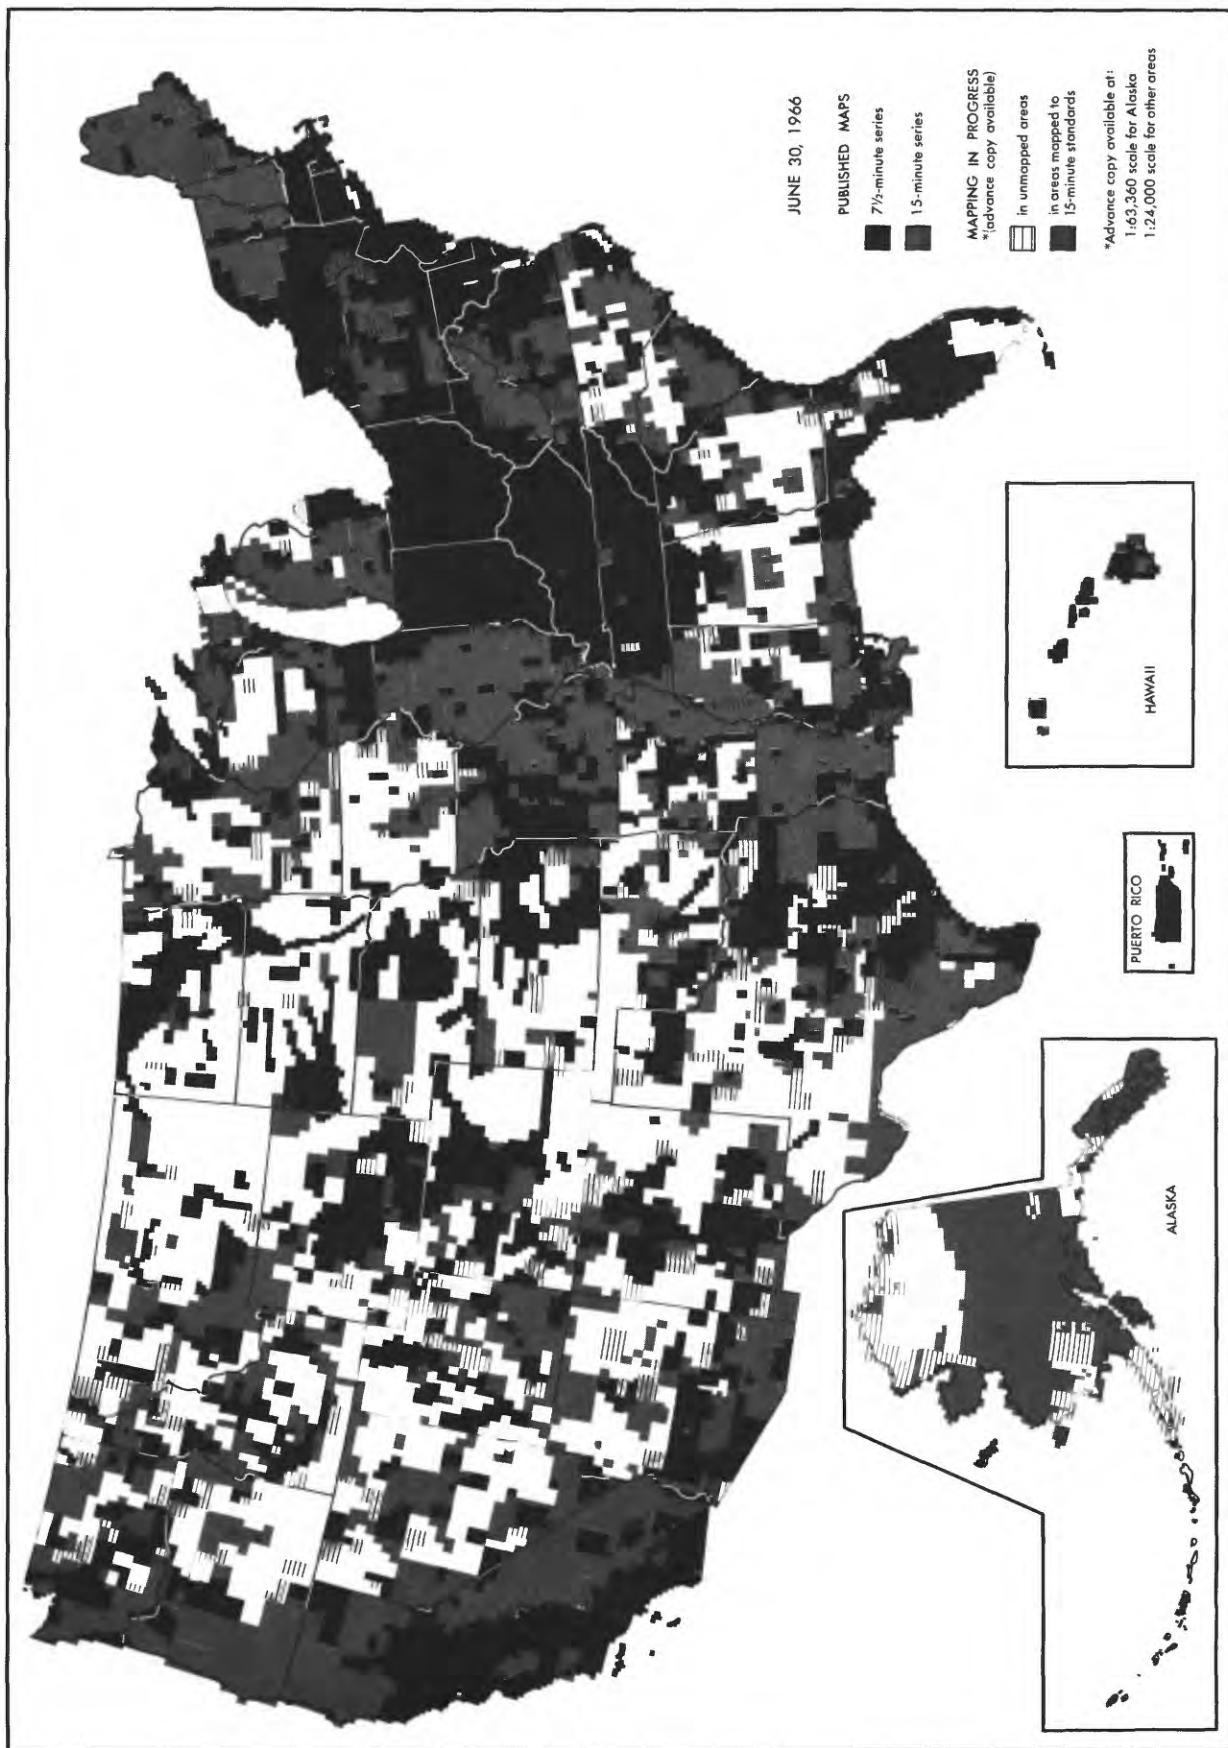 JUNE 30, 1966
PUBLISHED MAPS
7½-minute series
15-minute series
MAPPING IN PROGRESS
*(advance copy available)
in unmapped areas
in areas mapped to
15-minute standards
*Advance copy available at:
1:63,360 scale for Alaska
1:24,000 scale for other areas
HAWAII
PUERTO RICO
ALASKA